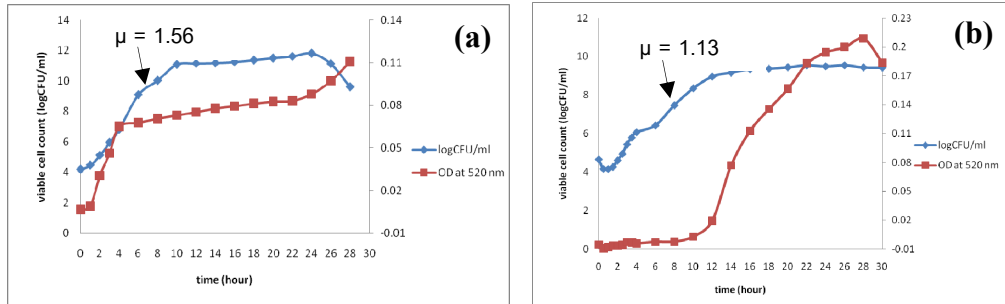 (a)
μ = 1.56
viable cell count (logCFU/ml)
14
12
10
8
6
4
2
0
0.14
0.11
0.08
0.05
0.02
-0.01
0 2 4 6 8 10 12 14 16 18 20 22 24 26 28 30
time (hour)
logCFU/ml
OD at 520 nm
(b)
μ = 1.13
viable cell count (logCFU/ml)
12
10
8
6
4
2
0
0.23
0.2
0.17
0.14
0.11
0.08
0.05
0.02
-0.01
0 2 4 6 8 10 12 14 16 18 20 22 24 26 28 30
time (hour)
logCFU/ml
OD at 520 nm